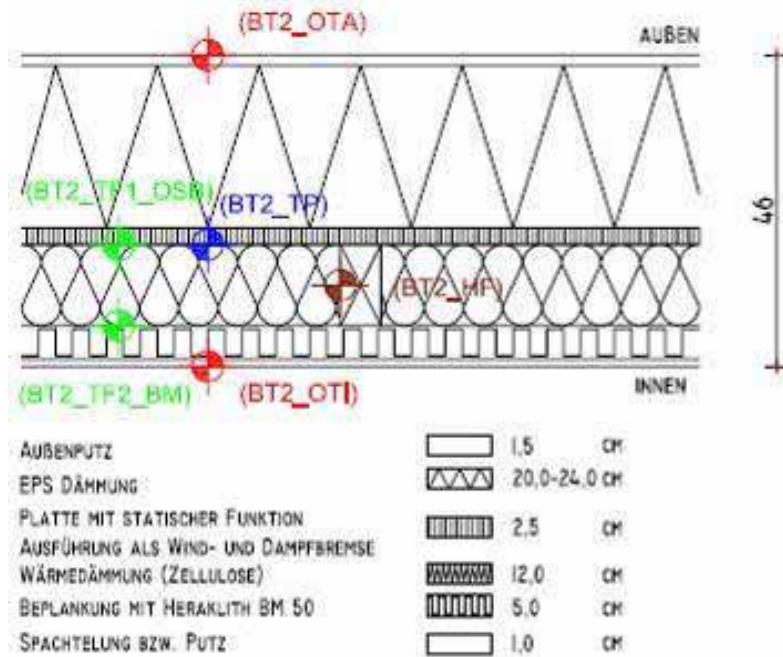 (BT2_OTA)
AUßEN
(BT2_TF1_OSB)
(BT2_TP)
46
(BT2_HF)
(BT2_TF2_BM)
(BT2_OTI)
INNEN
AUßENPUTZ 1,5 CM
EPS DÄMMUNG 20,0-24,0 CM
PLATTE MIT STATISCHER FUNKTION
AUSFÜHRUNG ALS WIND- UND DAMPFBREMSE 2,5 CM
WÄRMEDÄMMUNG (ZELLULOSE) 12,0 CM
BEPLANKUNG MIT HERAKLITH BM 50 5,0 CM
SPACHTELUNG BZW. PUTZ 1,0 CM